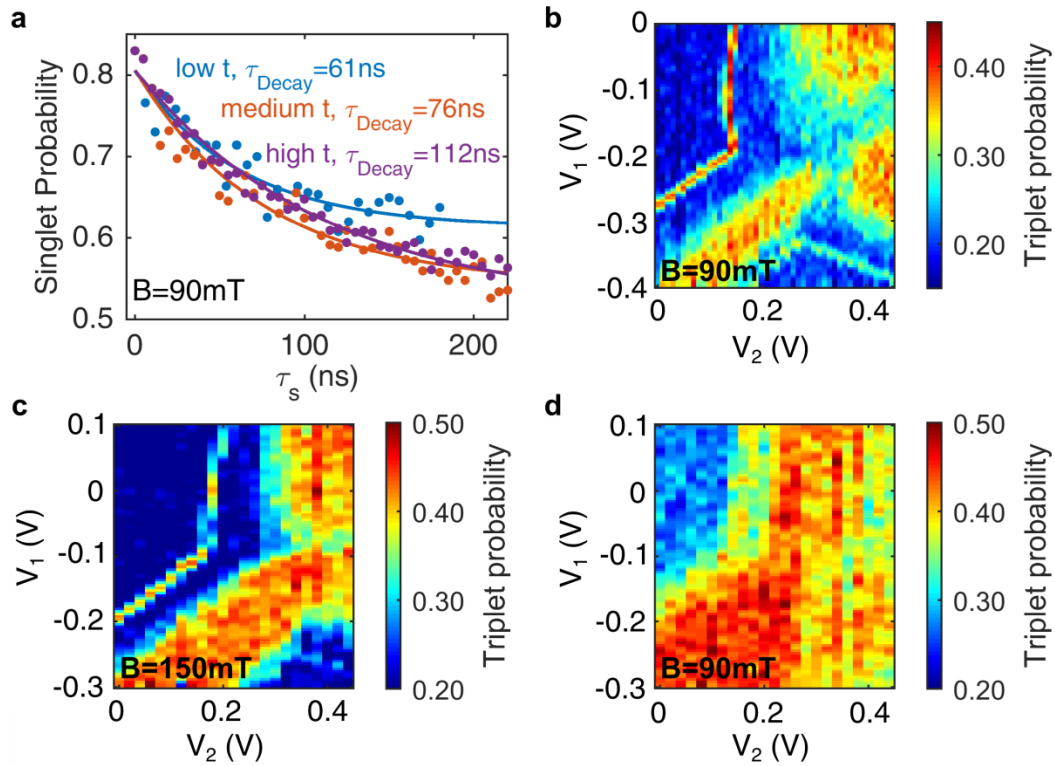 a
Singlet Probability
0.8
0.7
0.6
0.5
low t, τDecay=61ns
medium t, τDecay=76ns
high t, τDecay=112ns
B=90mT
0
100
200
τs (ns)
b
V1 (V)
0
-0.1
-0.2
-0.3
-0.4
B=90mT
0
0.2
0.4
V2 (V)
0.40
0.30
0.20
Triplet probability
c
V1 (V)
0.1
0
-0.1
-0.2
-0.3
B=150mT
0
0.2
0.4
V2 (V)
0.50
0.40
0.30
0.20
Triplet probability
d
V1 (V)
0.1
0
-0.1
-0.2
-0.3
B=90mT
0
0.2
0.4
V2 (V)
0.50
0.40
0.30
0.20
Triplet probability